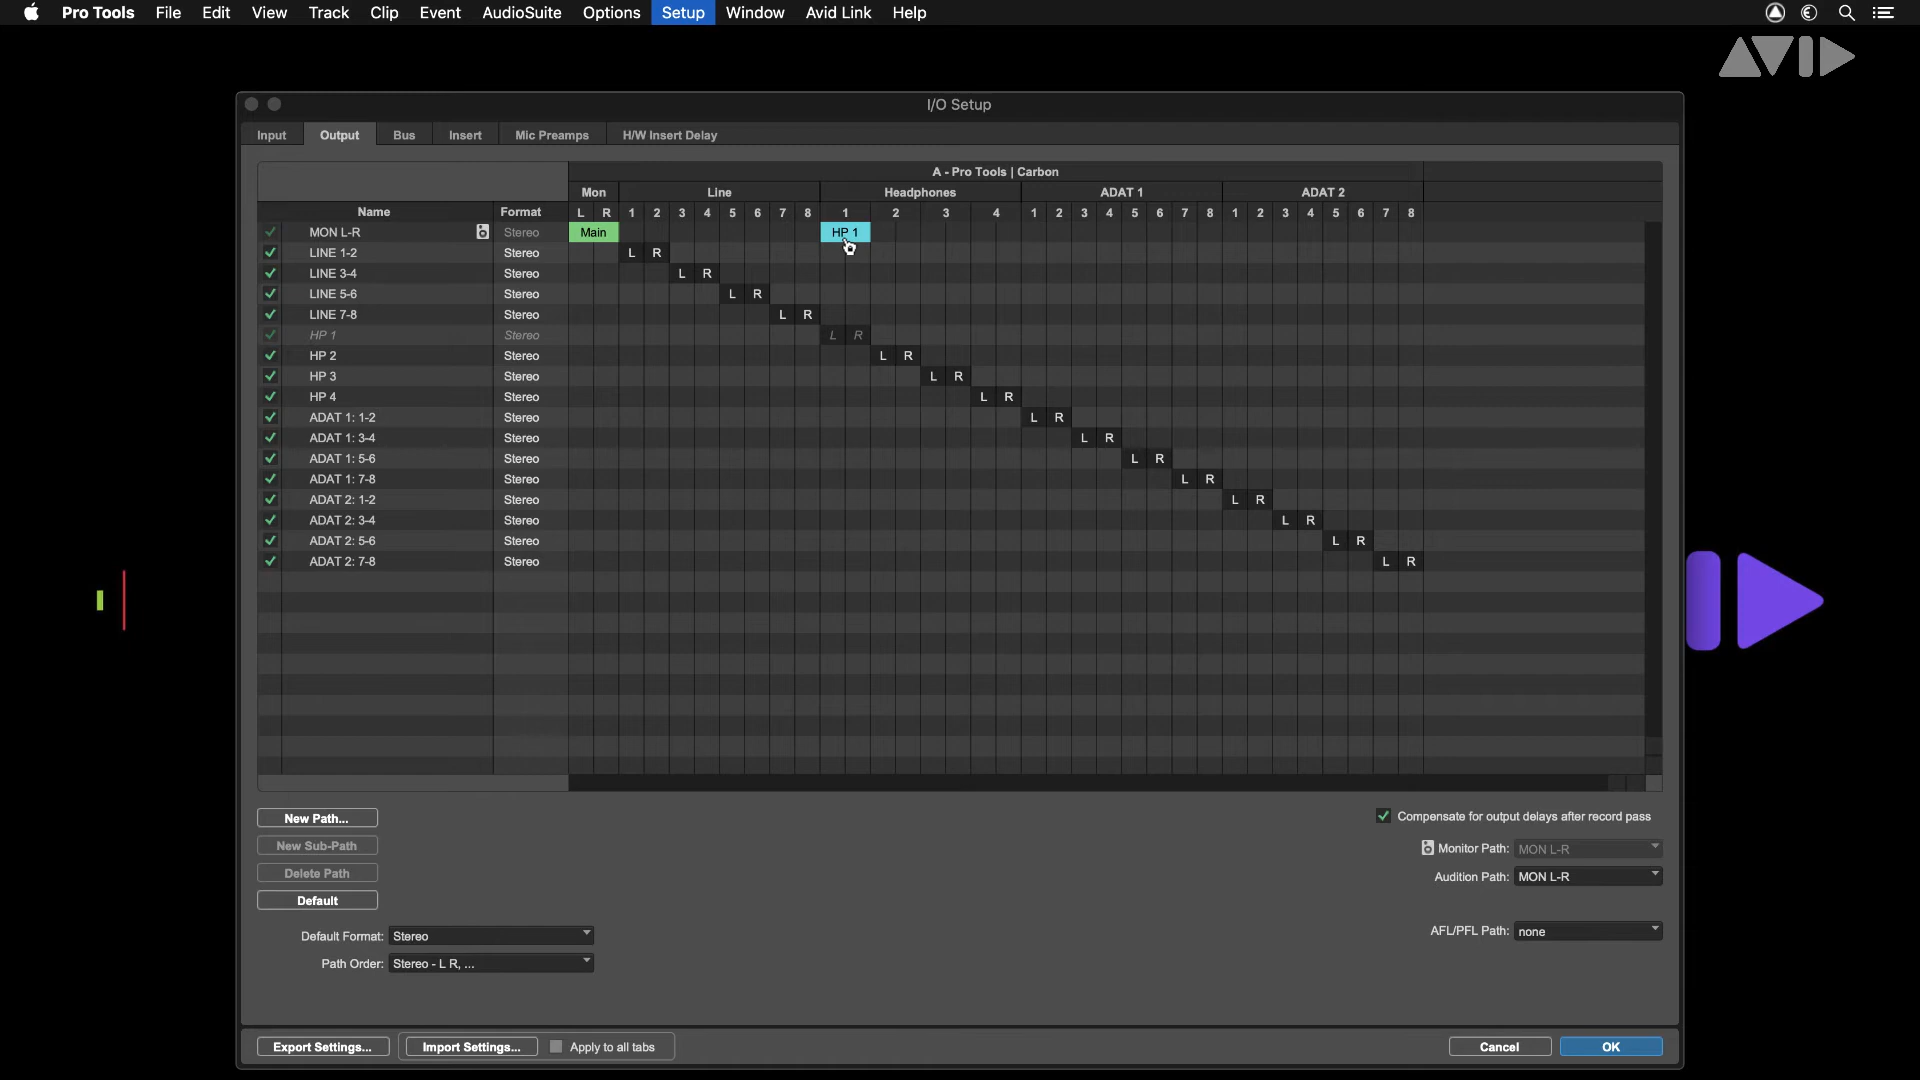 Pro Tools File Edit View Track Clip Event AudioSuite Options Setup Window Avid Link Help
AVID
I/O Setup
Input Output Bus Insert Mic Preamps H/W Insert Delay
A - Pro Tools | Carbon
Mon Line Headphones ADAT 1 ADAT 2
Name Format L R 1 2 3 4 5 6 7 8 1 2 3 4 1 2 3 4 5 6 7 8 1 2 3 4 5 6 7 8
MON L-R Stereo Main HP 1
LINE 1-2 Stereo L R
LINE 3-4 Stereo L R
LINE 5-6 Stereo L R
LINE 7-8 Stereo L R
HP 1 Stereo L R
HP 2 Stereo L R
HP 3 Stereo L R
HP 4 Stereo L R
ADAT 1: 1-2 Stereo L R
ADAT 1: 3-4 Stereo L R
ADAT 1: 5-6 Stereo L R
ADAT 1: 7-8 Stereo L R
ADAT 2: 1-2 Stereo L R
ADAT 2: 3-4 Stereo L R
ADAT 2: 5-6 Stereo L R
ADAT 2: 7-8 Stereo L R
New Path... Compensate for output delays after record pass
New Sub-Path Monitor Path: MON L-R
Delete Path Audition Path: MON L-R
Default
Default Format: Stereo AFL/PFL Path: none
Path Order: Stereo - L R, ...
Export Settings... Import Settings... Apply to all tabs Cancel OK